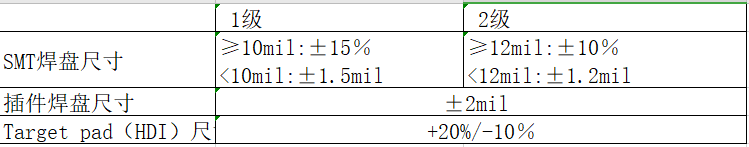 1级 2级
SMT焊盘尺寸 ≥10mil:±15% ≥12mil:±10%
<10mil:±1.5mil <12mil:±1.2mil
插件焊盘尺寸 ±2mil
Target pad（HDI）尺 +20%/-10%